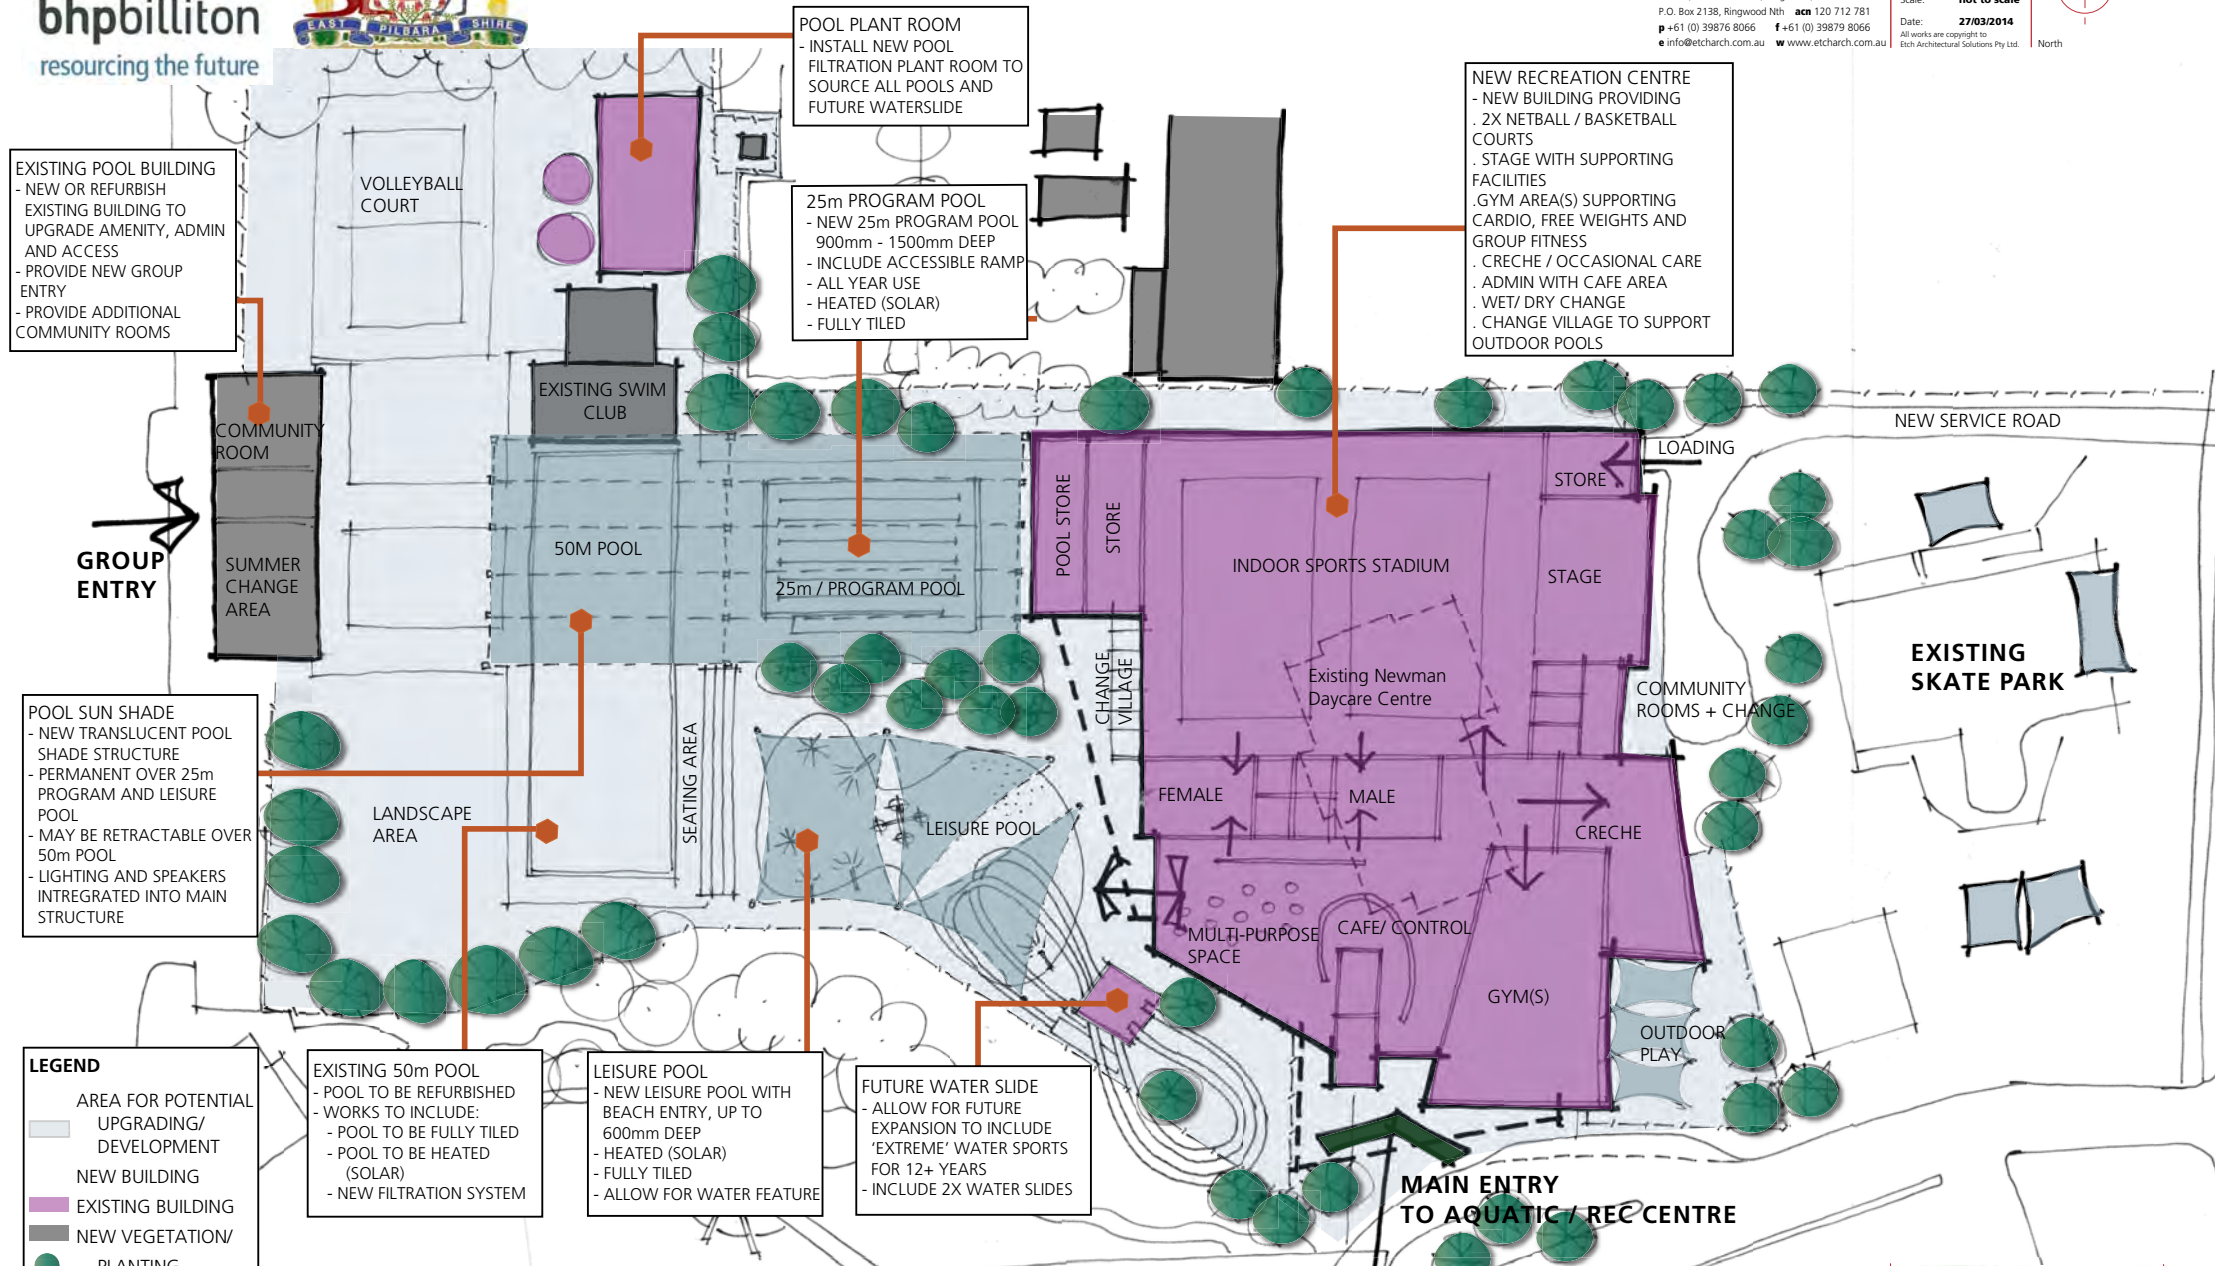 bhpbilliton
resourcing the future
EAST PILBARA SHIRE
P.O. Box 2138, Ringwood Nth acn 120 712 781
p +61 (0) 39876 8066 f +61 (0) 39879 8066
e info@etcharch.com.au w www.etcharch.com.au
Scale: not to scale
Date: 27/03/2014
All works are copyright to
Etch Architectural Solutions Pty Ltd.
North
POOL PLANT ROOM
- INSTALL NEW POOL
FILTRATION PLANT ROOM TO
SOURCE ALL POOLS AND
FUTURE WATERSLIDE
NEW RECREATION CENTRE
- NEW BUILDING PROVIDING
. 2X NETBALL / BASKETBALL
COURTS
. STAGE WITH SUPPORTING
FACILITIES
.GYM AREA(S) SUPPORTING
CARDIO, FREE WEIGHTS AND
GROUP FITNESS
. CRECHE / OCCASIONAL CARE
. ADMIN WITH CAFE AREA
. WET/ DRY CHANGE
. CHANGE VILLAGE TO SUPPORT
OUTDOOR POOLS
EXISTING POOL BUILDING
- NEW OR REFURBISH
EXISTING BUILDING TO
UPGRADE AMENITY, ADMIN
AND ACCESS
- PROVIDE NEW GROUP
ENTRY
- PROVIDE ADDITIONAL
COMMUNITY ROOMS
VOLLEYBALL
COURT
25m PROGRAM POOL
- NEW 25m PROGRAM POOL
900mm - 1500mm DEEP
- INCLUDE ACCESSIBLE RAMP
- ALL YEAR USE
- HEATED (SOLAR)
- FULLY TILED
EXISTING SWIM
CLUB
COMMUNITY
ROOM
NEW SERVICE ROAD
LOADING
STORE
POOL STORE
STORE
GROUP
ENTRY
SUMMER
CHANGE
AREA
50M POOL
25m / PROGRAM POOL
INDOOR SPORTS STADIUM
STAGE
EXISTING
SKATE PARK
CHANGE
VILLAGE
Existing Newman
Daycare Centre
COMMUNITY
ROOMS + CHANGE
POOL SUN SHADE
- NEW TRANSLUCENT POOL
SHADE STRUCTURE
- PERMANENT OVER 25m
PROGRAM AND LEISURE
POOL
- MAY BE RETRACTABLE OVER
50m POOL
- LIGHTING AND SPEAKERS
INTREGRATED INTO MAIN
STRUCTURE
LANDSCAPE
AREA
SEATING AREA
LEISURE POOL
FEMALE
MALE
CRECHE
MULTI-PURPOSE
SPACE
CAFE/ CONTROL
GYM(S)
OUTDOOR
PLAY
LEGEND
AREA FOR POTENTIAL
UPGRADING/
DEVELOPMENT
NEW BUILDING
EXISTING BUILDING
NEW VEGETATION/
PLANTING
EXISTING 50m POOL
- POOL TO BE REFURBISHED
- WORKS TO INCLUDE:
- POOL TO BE FULLY TILED
- POOL TO BE HEATED
(SOLAR)
- NEW FILTRATION SYSTEM
LEISURE POOL
- NEW LEISURE POOL WITH
BEACH ENTRY, UP TO
600mm DEEP
- HEATED (SOLAR)
- FULLY TILED
- ALLOW FOR WATER FEATURE
FUTURE WATER SLIDE
- ALLOW FOR FUTURE
EXPANSION TO INCLUDE
'EXTREME' WATER SPORTS
FOR 12+ YEARS
- INCLUDE 2X WATER SLIDES
MAIN ENTRY
TO AQUATIC / REC CENTRE